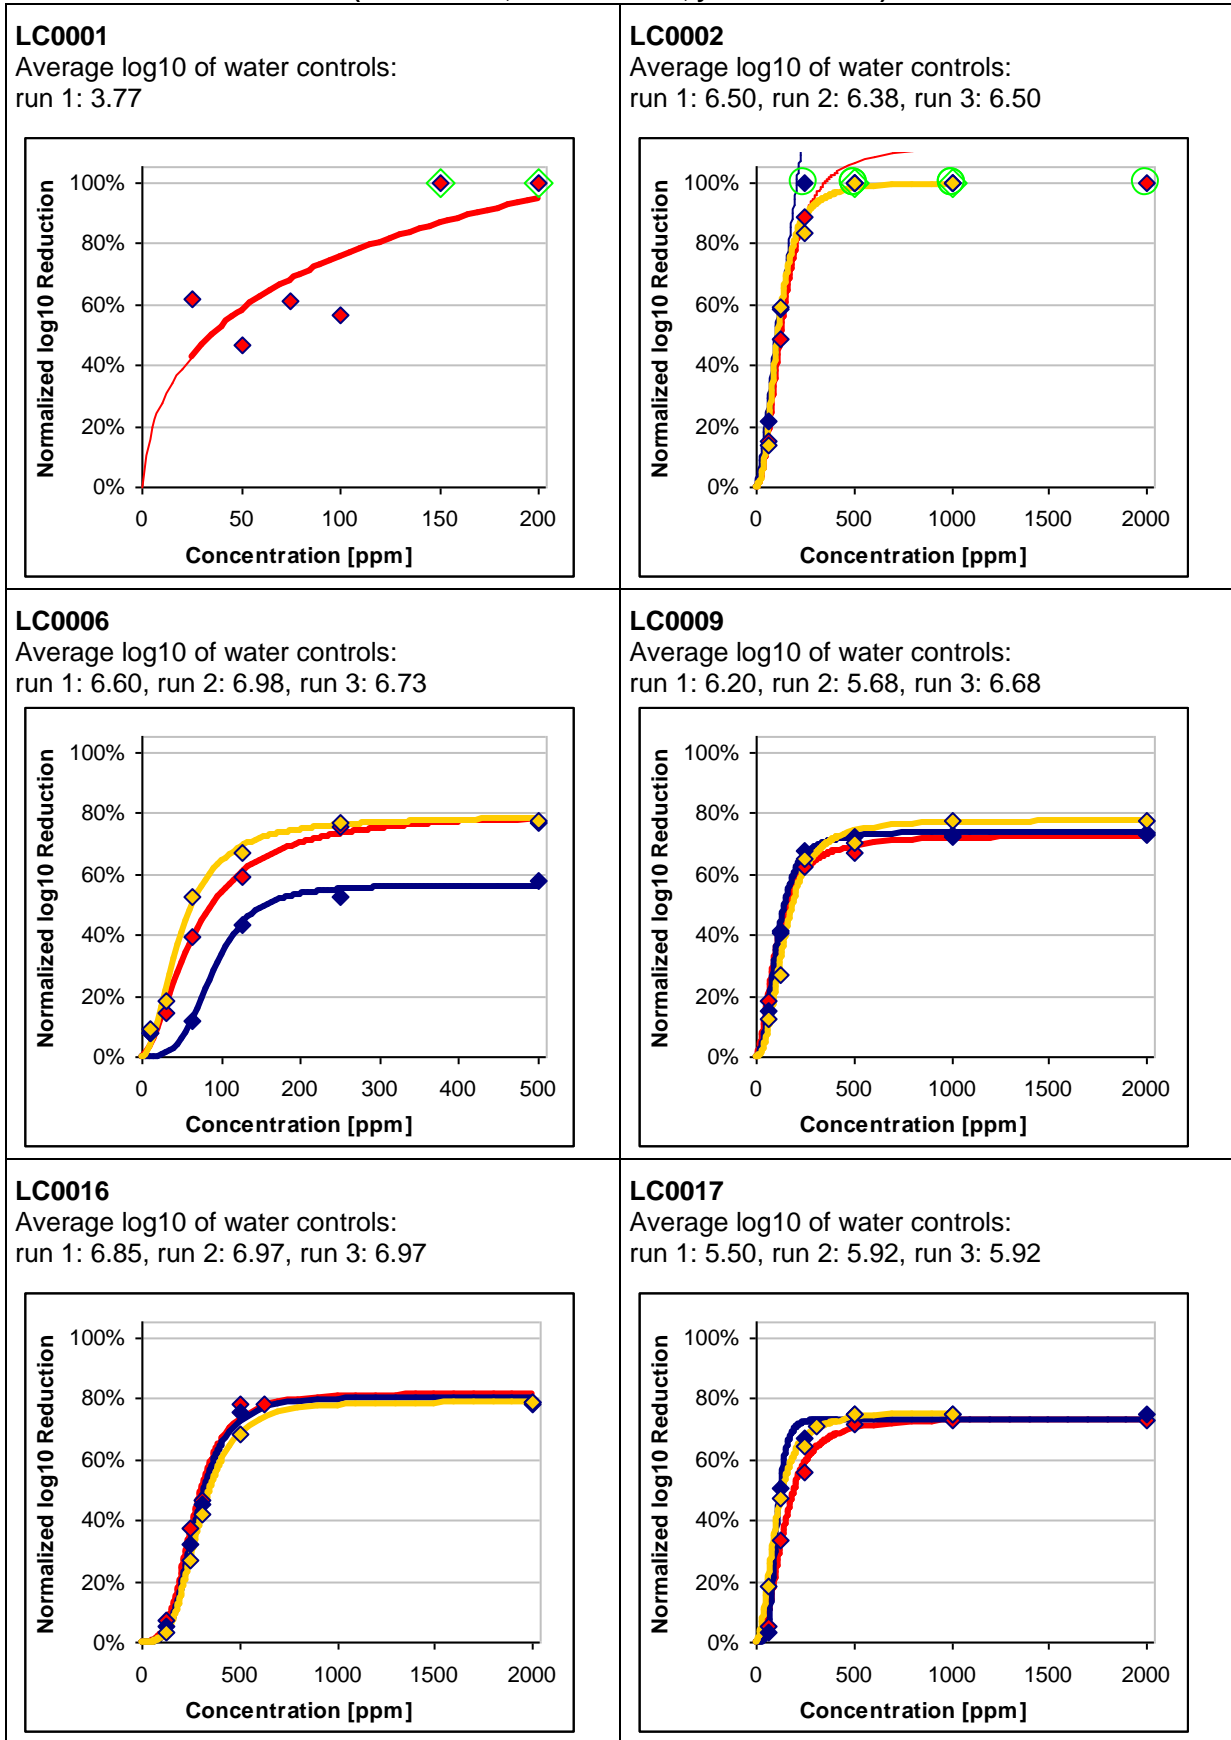 LC0001
Average log10 of water controls:
run 1: 3.77
Normalized log10 Reduction
100%
80%
60%
40%
20%
0%
0 50 100 150 200
Concentration [ppm]
LC0002
Average log10 of water controls:
run 1: 6.50, run 2: 6.38, run 3: 6.50
Normalized log10 Reduction
100%
80%
60%
40%
20%
0%
0 500 1000 1500 2000
Concentration [ppm]
LC0006
Average log10 of water controls:
run 1: 6.60, run 2: 6.98, run 3: 6.73
Normalized log10 Reduction
100%
80%
60%
40%
20%
0%
0 100 200 300 400 500
Concentration [ppm]
LC0009
Average log10 of water controls:
run 1: 6.20, run 2: 5.68, run 3: 6.68
Normalized log10 Reduction
100%
80%
60%
40%
20%
0%
0 500 1000 1500 2000
Concentration [ppm]
LC0016
Average log10 of water controls:
run 1: 6.85, run 2: 6.97, run 3: 6.97
Normalized log10 Reduction
100%
80%
60%
40%
20%
0%
0 500 1000 1500 2000
Concentration [ppm]
LC0017
Average log10 of water controls:
run 1: 5.50, run 2: 5.92, run 3: 5.92
Normalized log10 Reduction
100%
80%
60%
40%
20%
0%
0 500 1000 1500 2000
Concentration [ppm]